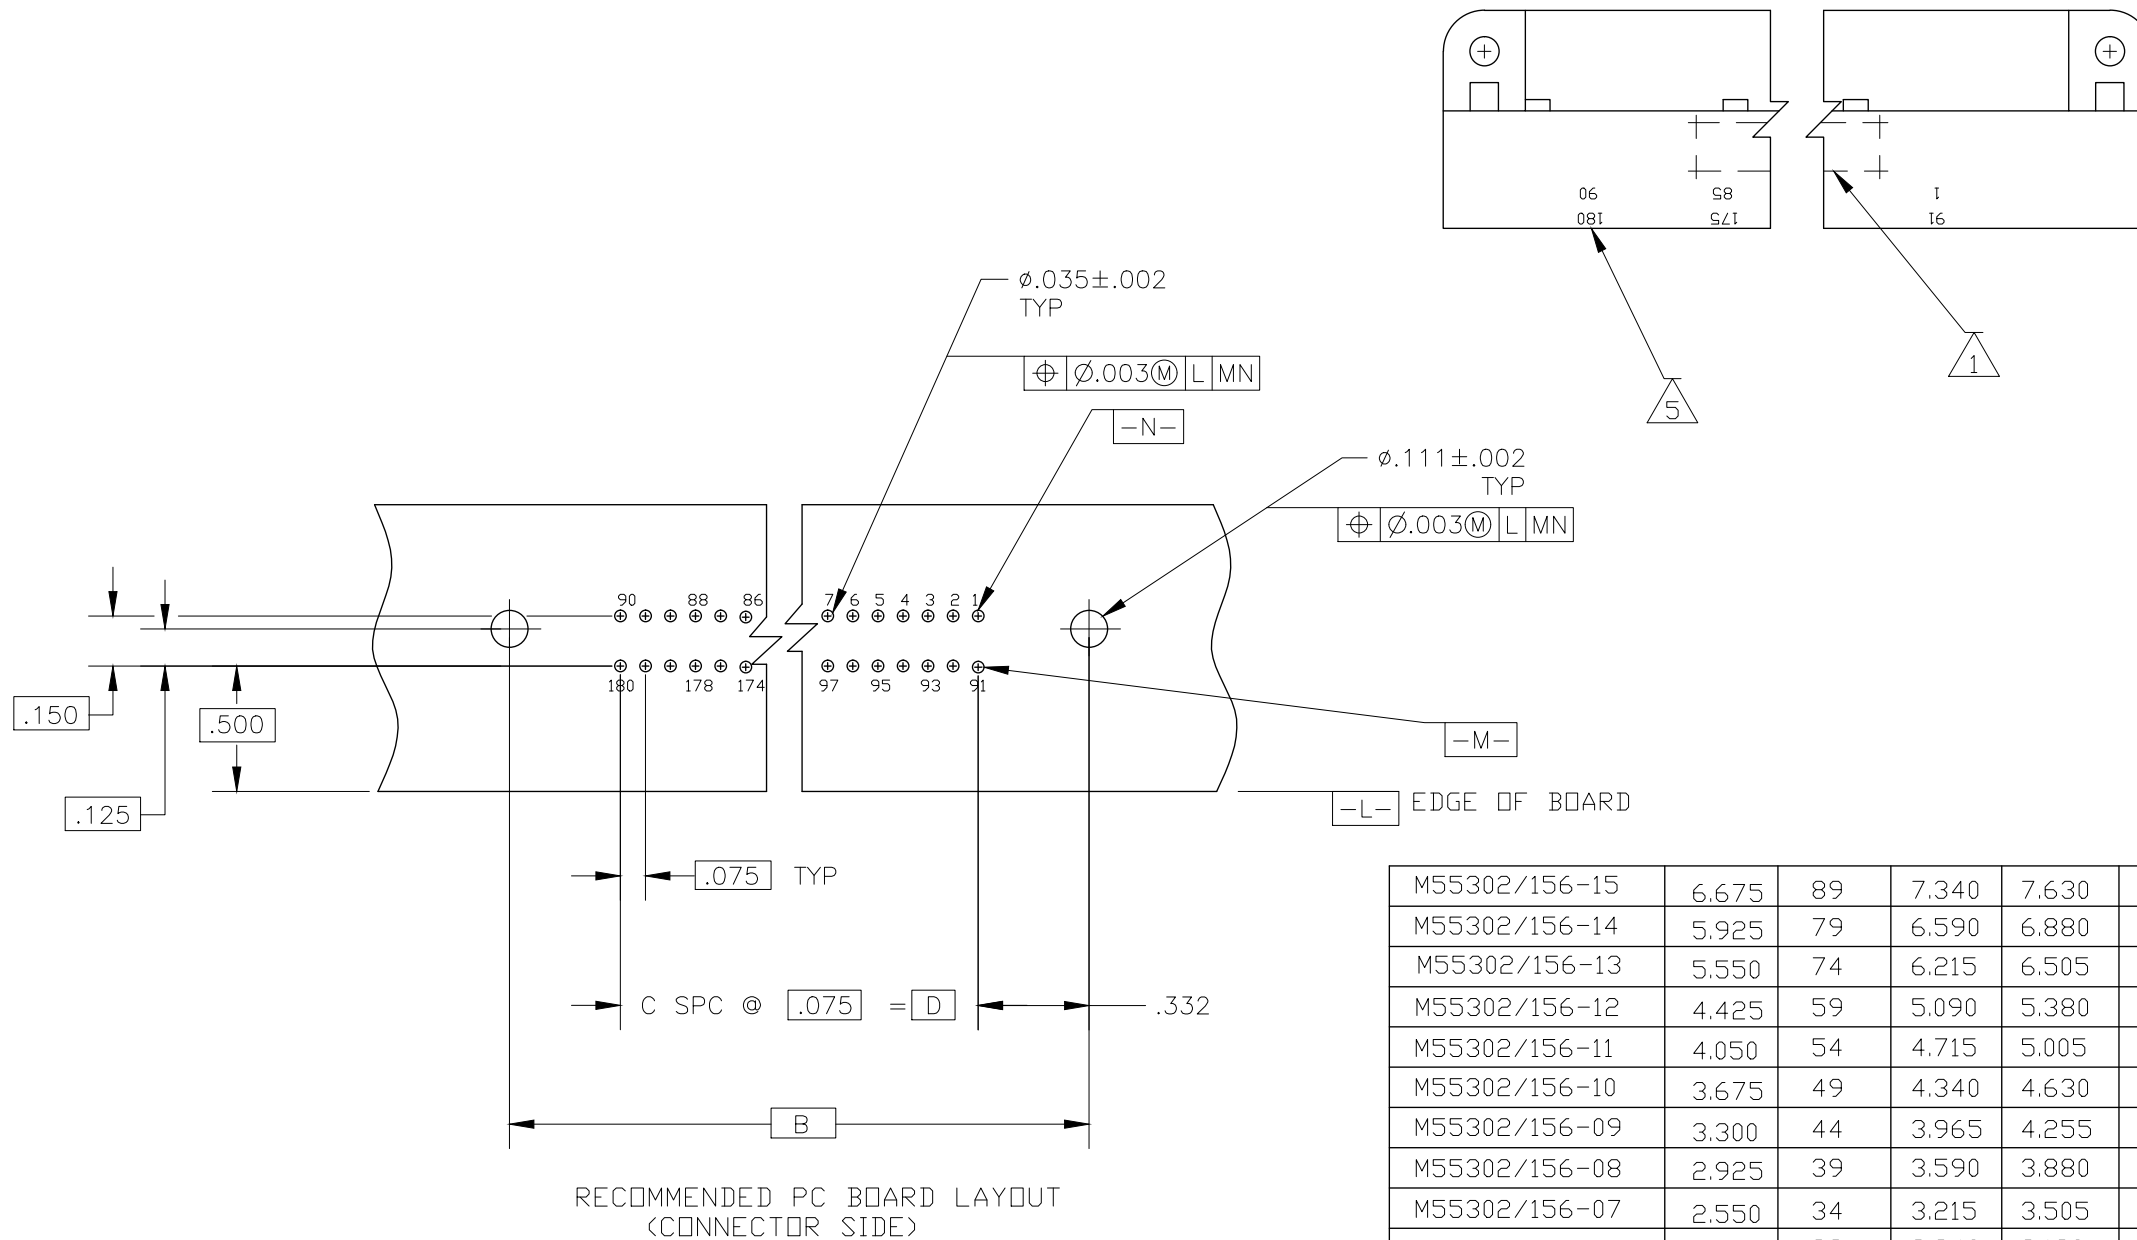 90 85 1
180 175 91
ø.035±.002
TYP
⌖ Ø.003Ⓜ L MN
-N-
5
1
ø.111±.002
TYP
⌖ Ø.003Ⓜ L MN
90 88 86 7 6 5 4 3 2 1
180 178 174 97 95 93 91
.150
.500
.125
-M-
-L- EDGE OF BOARD
.075 TYP
C SPC @ .075 = D .332
B
RECOMMENDED PC BOARD LAYOUT
(CONNECTOR SIDE)
M55302/156-15 6.675 89 7.340 7.630
M55302/156-14 5.925 79 6.590 6.880
M55302/156-13 5.550 74 6.215 6.505
M55302/156-12 4.425 59 5.090 5.380
M55302/156-11 4.050 54 4.715 5.005
M55302/156-10 3.675 49 4.340 4.630
M55302/156-09 3.300 44 3.965 4.255
M55302/156-08 2.925 39 3.590 3.880
M55302/156-07 2.550 34 3.215 3.505